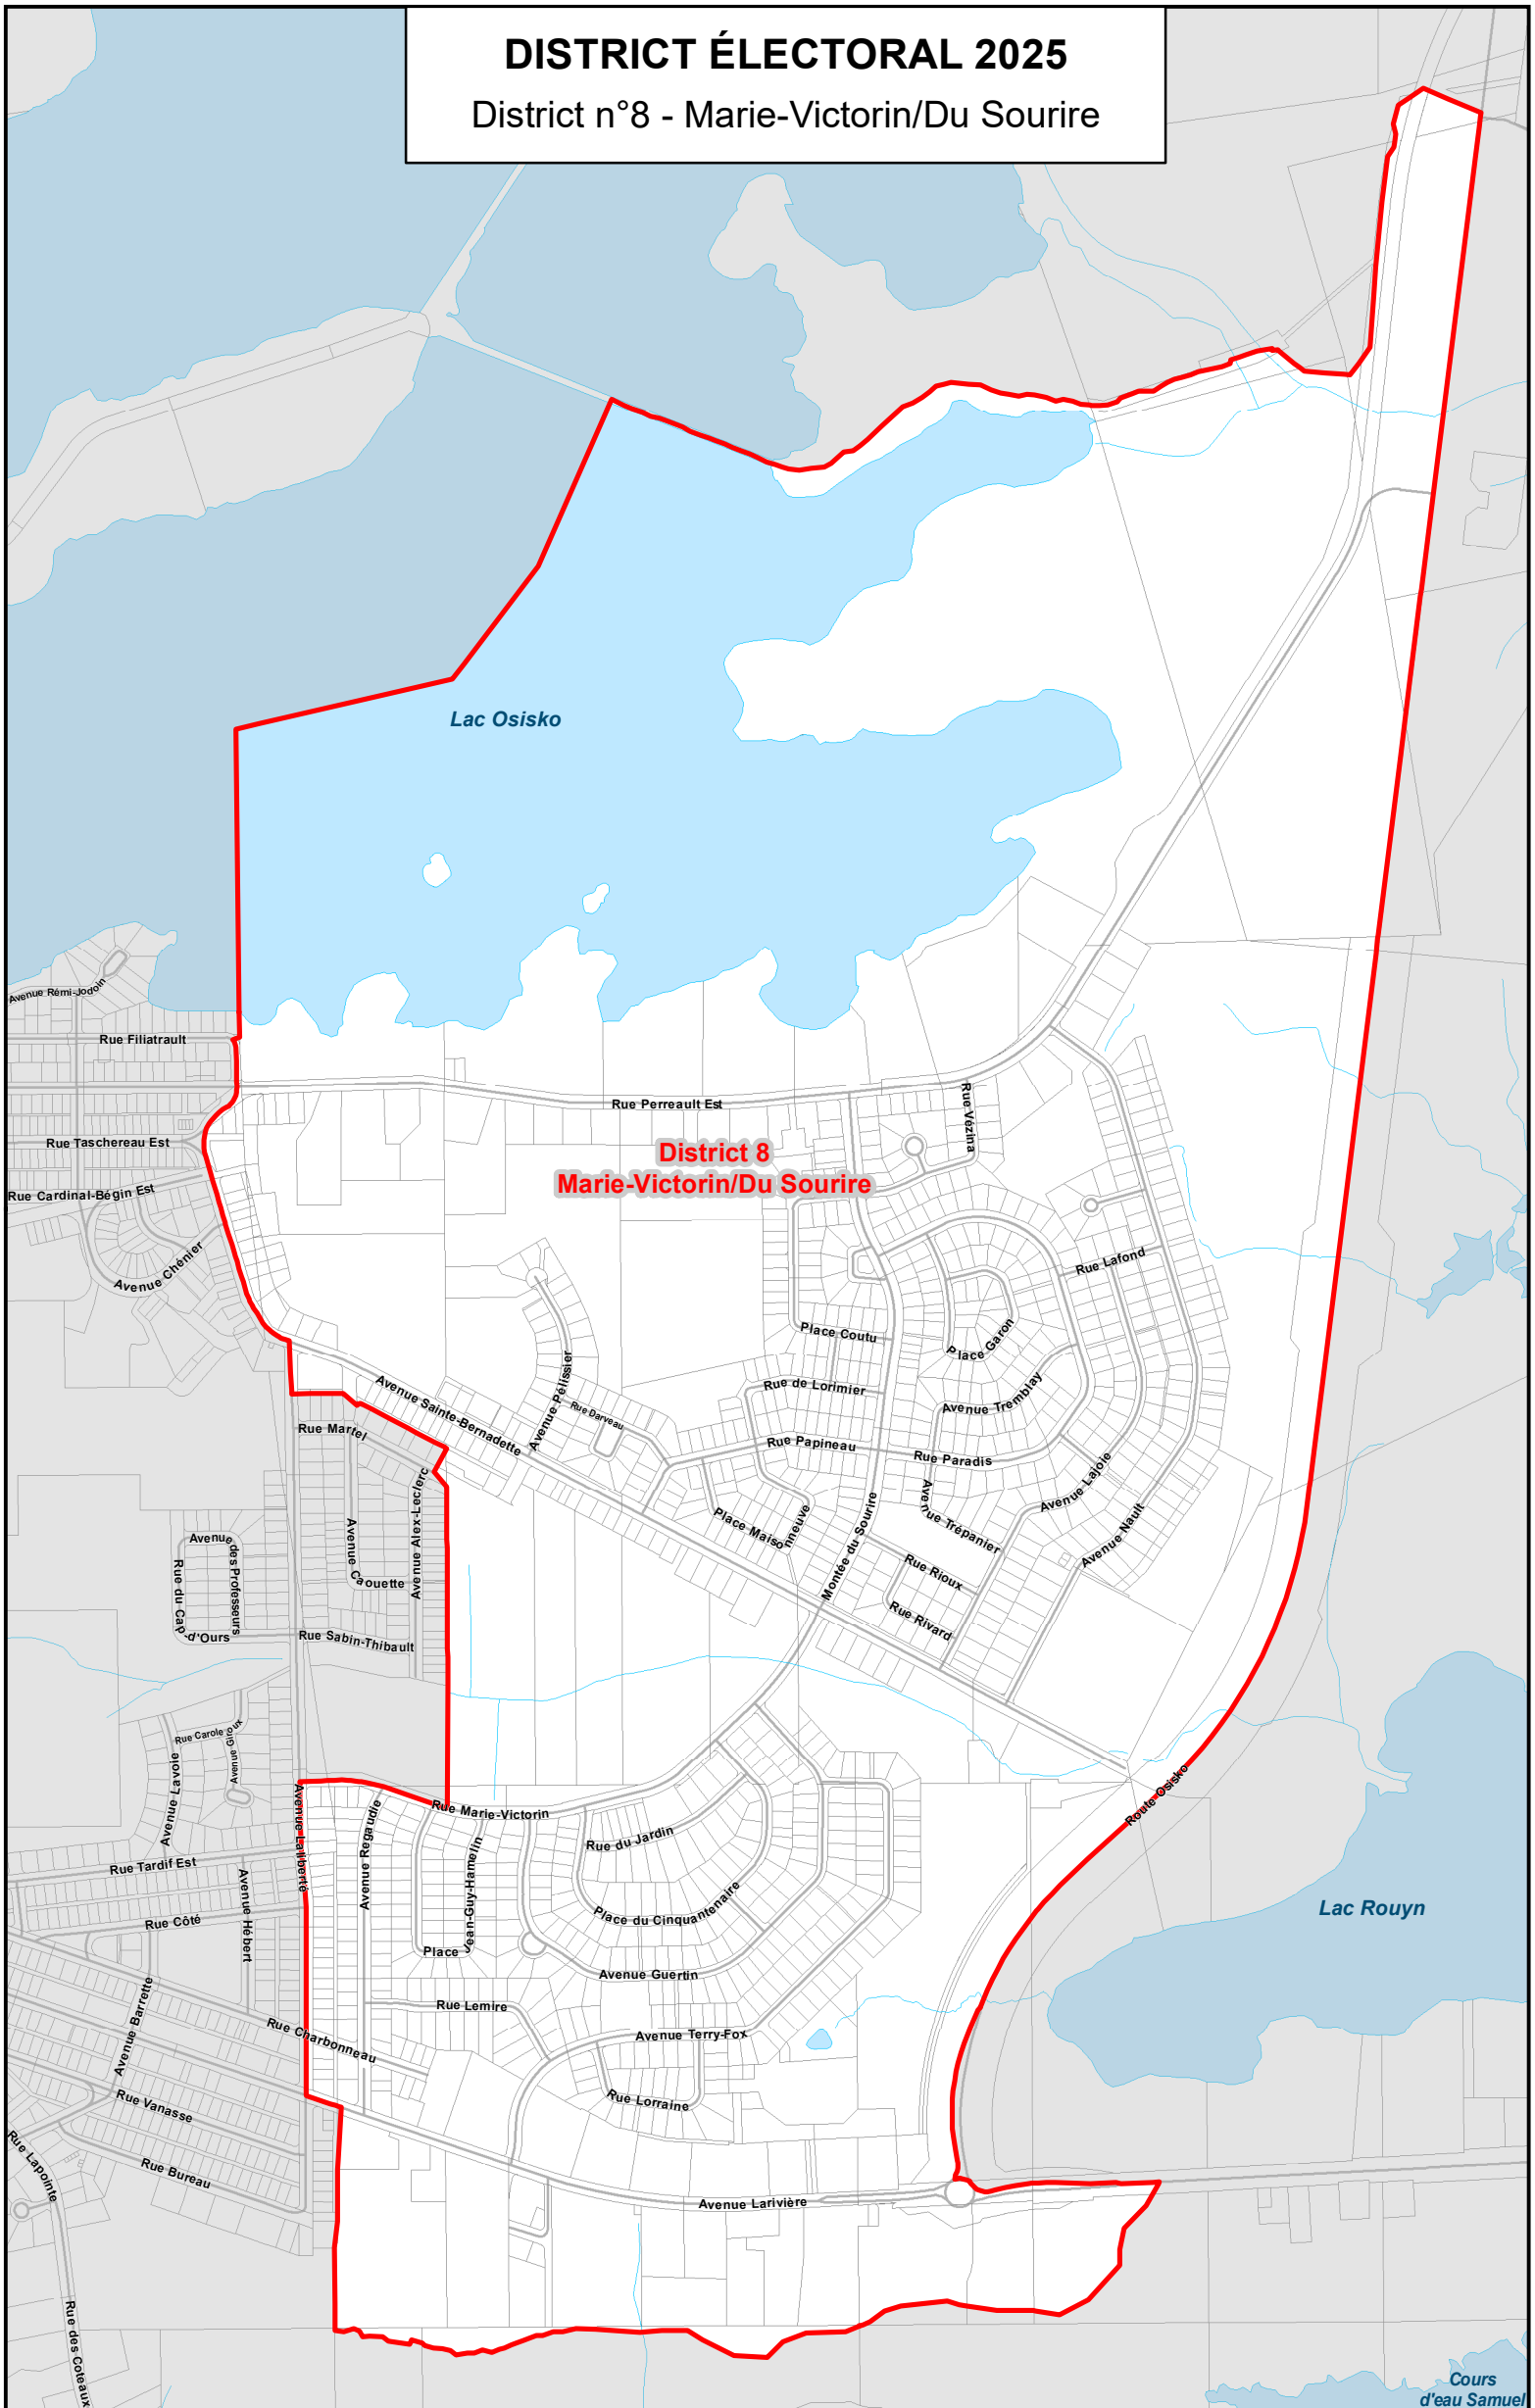 DISTRICT ÉLECTORAL 2025
District n°8 - Marie-Victorin/Du Sourire
Lac Osisko
Avenue Rémi-Jodoin
Rue Filiatrault
Rue Perreault Est
Rue Vézina
Rue Taschereau Est
District 8
Marie-Victorin/Du Sourire
Rue Cardinal-Bégin Est
Avenue Chénier
Rue Lafond
Place Coutu
Place Garon
Avenue Pélissier
Avenue Sainte-Bernadette
Rue de Lorimier
Avenue Tremblay
Rue Darveau
Rue Martel
Rue Papineau
Rue Paradis
Avenue Alex-Leclerc
Avenue Lajoie
Avenue Trépanier
Place Maisonneuve
Avenue Caouette
Avenue Nault
Montée du Sourire
Rue Rioux
Avenue des Professeurs
Rue du Cap-d'Ours
Rue Rivard
Rue Sabin-Thibault
Rue Carole
Avenue Giroux
Avenue Lavoie
Route Osisko
Avenue Laliberté
Rue Marie-Victorin
Avenue Regaudie
Rue du Jardin
Rue Tardif Est
Avenue Hébert
Place Jean-Guy-Hamelin
Lac Rouyn
Rue Côté
Place du Cinquantenaire
Avenue Guertin
Avenue Barrette
Rue Lemire
Rue Charbonneau
Avenue Terry-Fox
Rue Vanasse
Rue Lorraine
Rue Lapointe
Rue Bureau
Avenue Larivière
Rue des Coteaux
Cours
d'eau Samuel